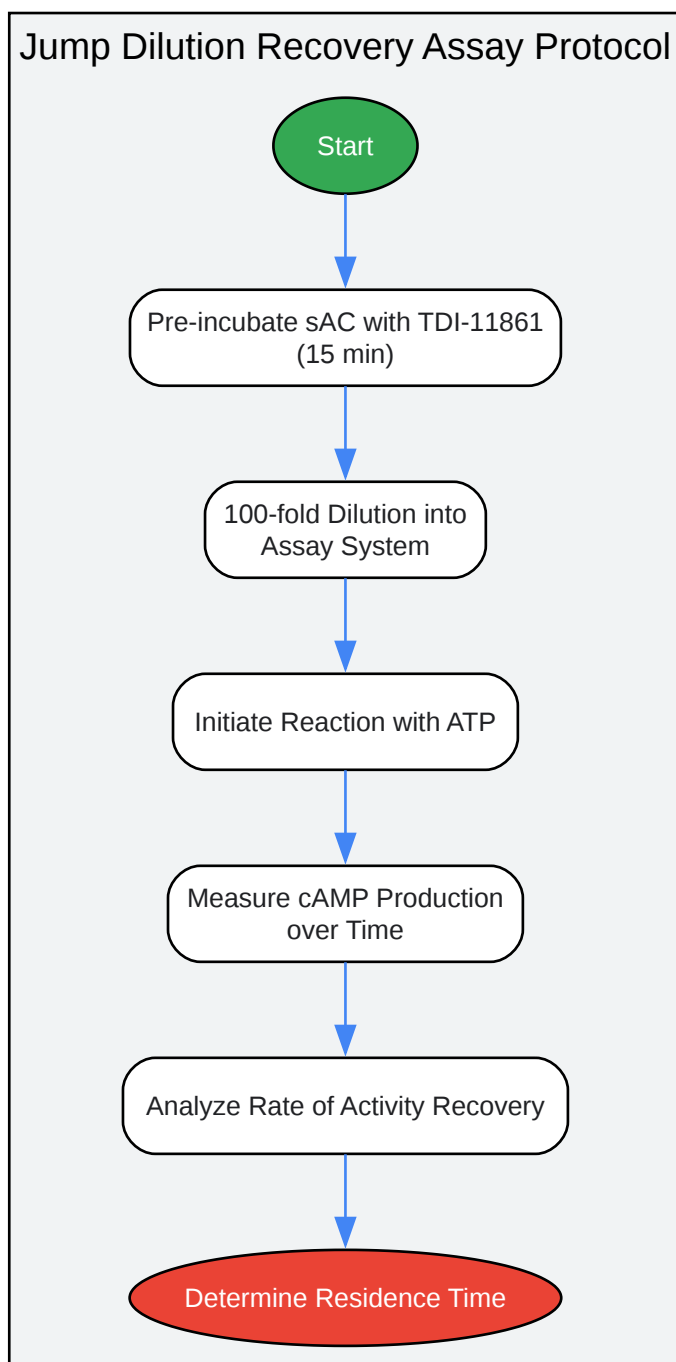 Jump Dilution Recovery Assay Protocol
Start
Pre-incubate sAC with TDI-11861
(15 min)
100-fold Dilution into
Assay System
Initiate Reaction with ATP
Measure cAMP Production
over Time
Analyze Rate of Activity Recovery
Determine Residence Time